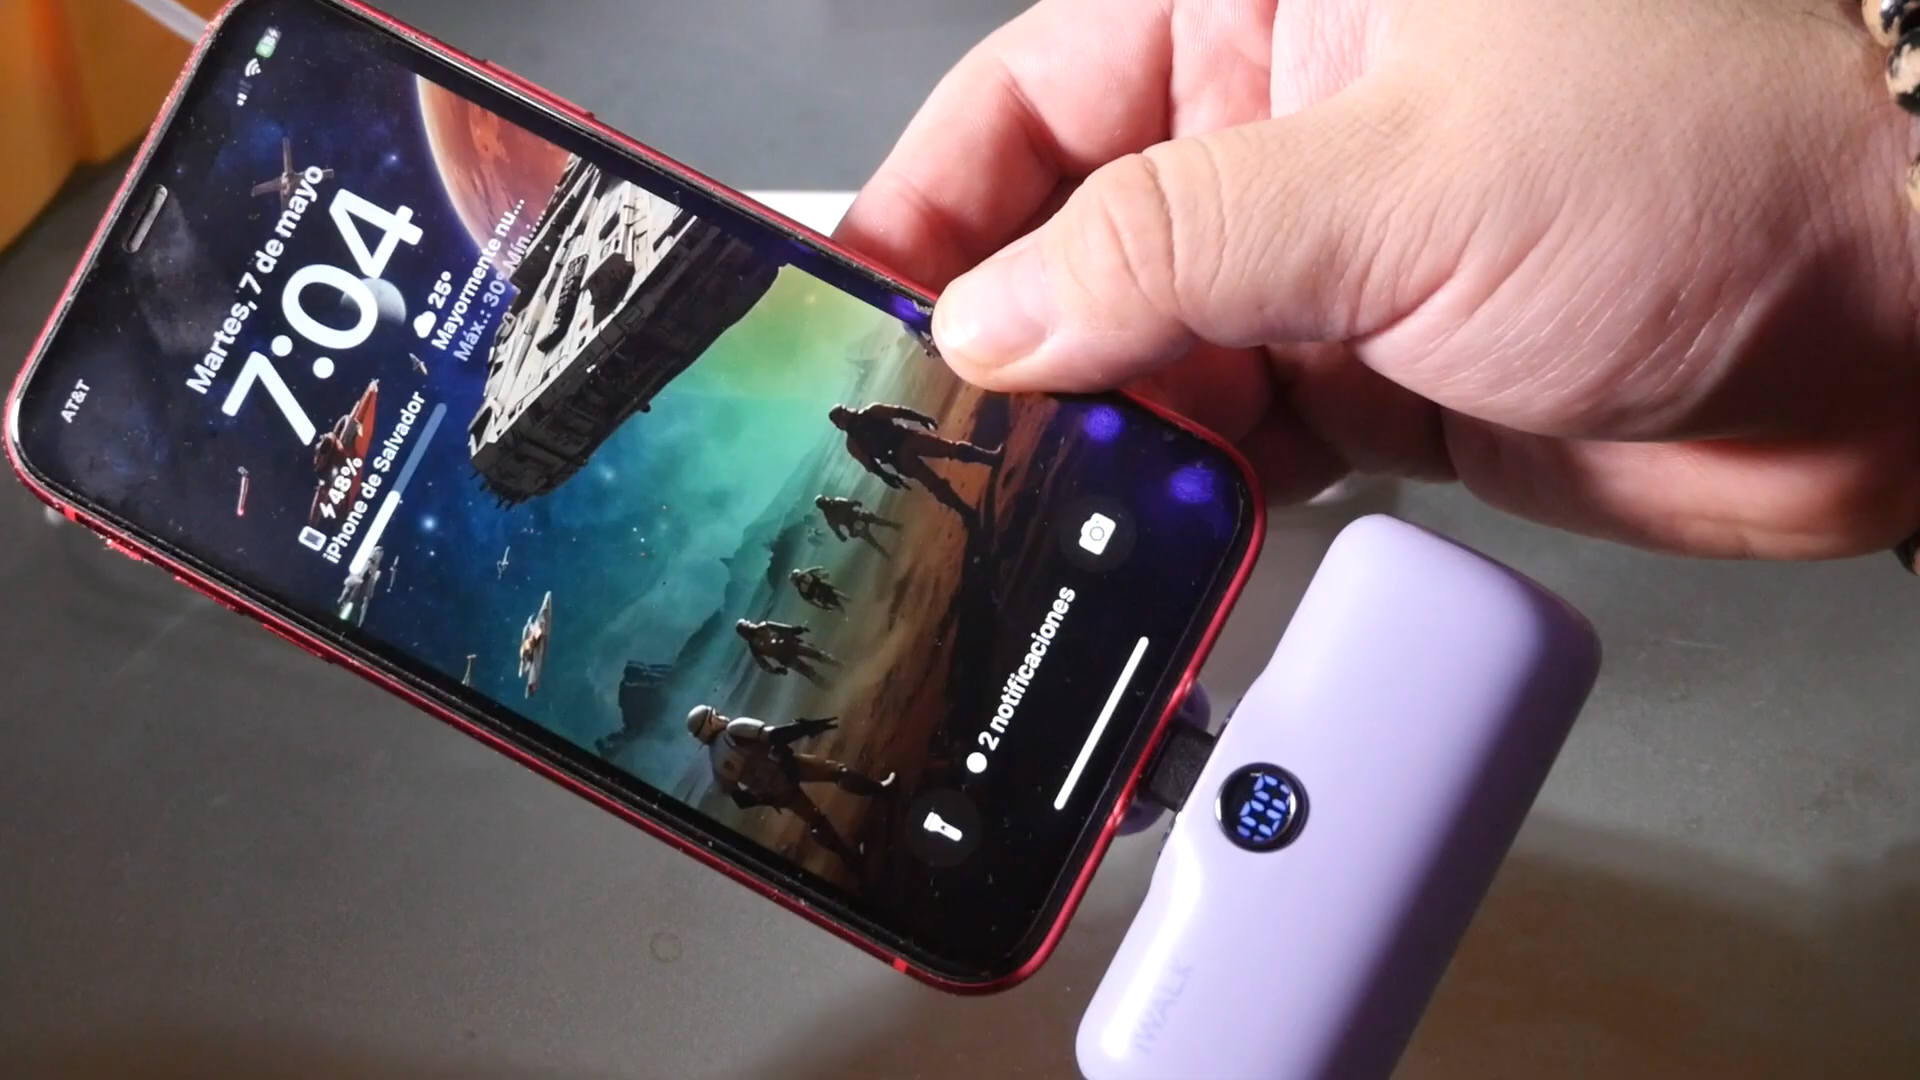 AT&T
Martes, 7 de mayo
7:04
25°
Mayormente nu...
Máx.: 30° Mín.:...
48%
iPhone de Salvador
2 notificaciones
iWALK